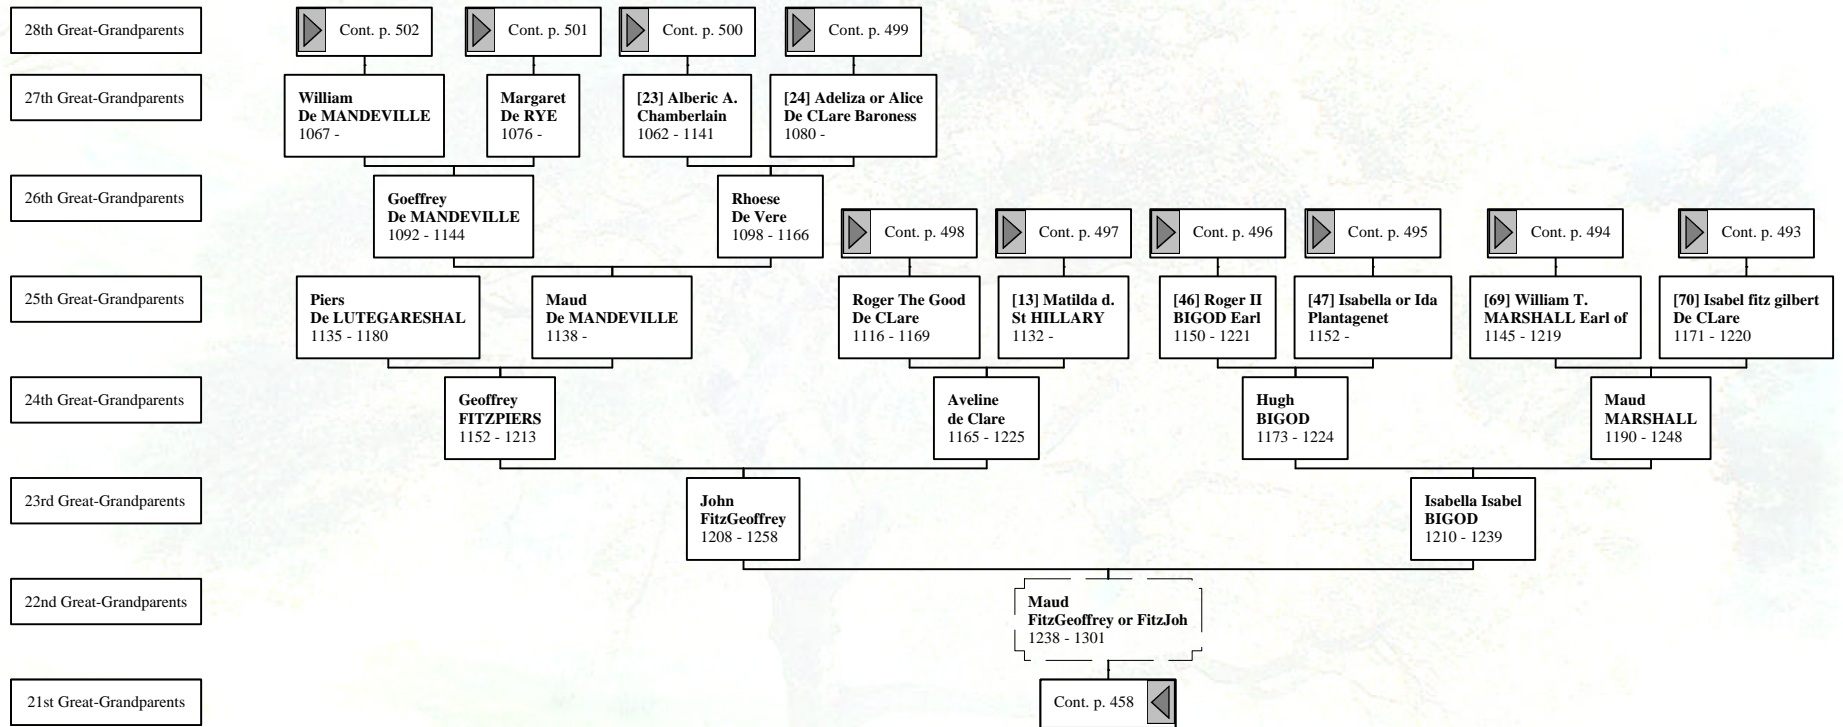 28th Great-Grandparents
Cont. p. 502
Cont. p. 501
Cont. p. 500
Cont. p. 499
27th Great-Grandparents
William
De MANDEVILLE
1067 -
Margaret
De RYE
1076 -
[23] Alberic A.
Chamberlain
1062 - 1141
[24] Adeliza or Alice
De CLare Baroness
1080 -
26th Great-Grandparents
Goeffrey
De MANDEVILLE
1092 - 1144
Rhoese
De Vere
1098 - 1166
Cont. p. 498
Cont. p. 497
Cont. p. 496
Cont. p. 495
Cont. p. 494
Cont. p. 493
25th Great-Grandparents
Piers
De LUTEGARESHAL
1135 - 1180
Maud
De MANDEVILLE
1138 -
Roger The Good
De CLare
1116 - 1169
[13] Matilda d.
St HILLARY
1132 -
[46] Roger II
BIGOD Earl
1150 - 1221
[47] Isabella or Ida
Plantagenet
1152 -
[69] William T.
MARSHALL Earl of
1145 - 1219
[70] Isabel fitz gilbert
De CLare
1171 - 1220
24th Great-Grandparents
Geoffrey
FITZPIERS
1152 - 1213
Aveline
de Clare
1165 - 1225
Hugh
BIGOD
1173 - 1224
Maud
MARSHALL
1190 - 1248
23rd Great-Grandparents
John
FitzGeoffrey
1208 - 1258
Isabella Isabel
BIGOD
1210 - 1239
22nd Great-Grandparents
Maud
FitzGeoffrey or FitzJoh
1238 - 1301
21st Great-Grandparents
Cont. p. 458